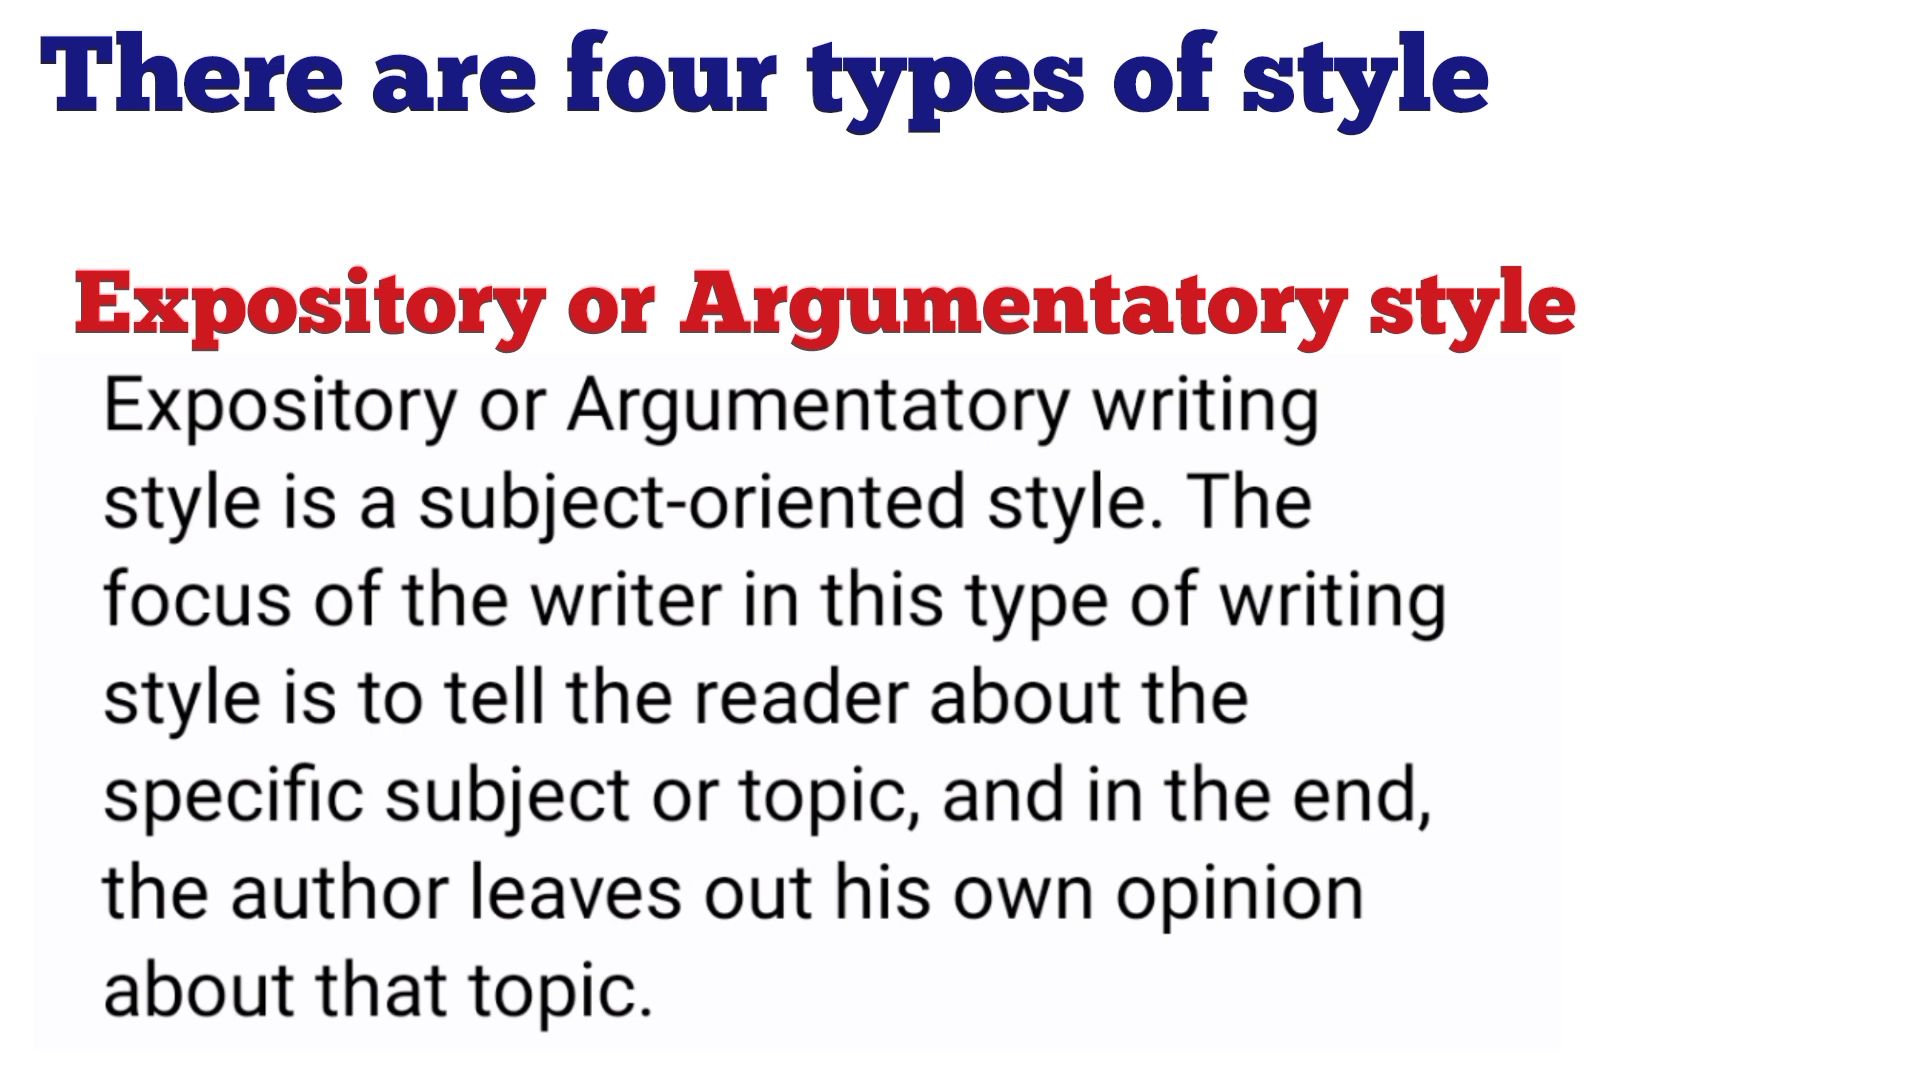 There are four types of style
Expository or Argumentatory style
Expository or Argumentatory writing
style is a subject-oriented style. The
focus of the writer in this type of writing
style is to tell the reader about the
specific subject or topic, and in the end,
the author leaves out his own opinion
about that topic.